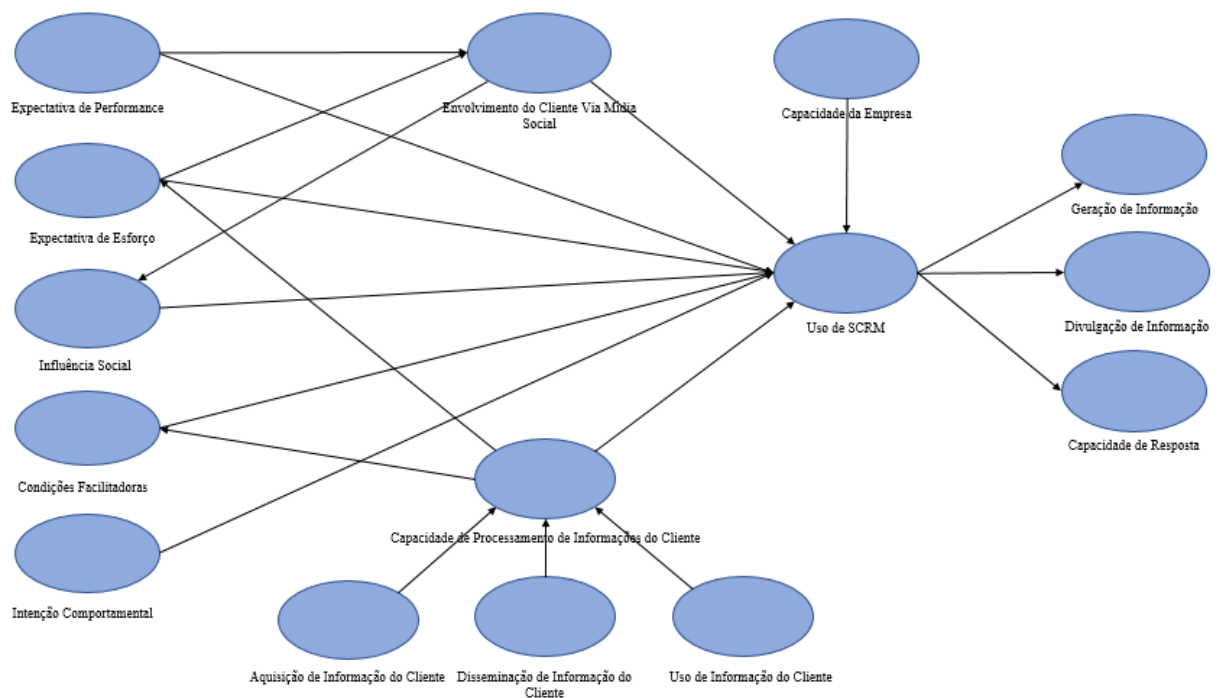 Expectativa de Performance
Envolvimento do Cliente Via Mídia
Social
Capacidade da Empresa
Geração de Informação
Expectativa de Esforço
Divulgação de Informação
Uso de SCRM
Influência Social
Capacidade de Resposta
Condições Facilitadoras
Capacidade de Processamento de Informações do Cliente
Intenção Comportamental
Aquisição de Informação do Cliente
Disseminação de Informação do
Cliente
Uso de Informação do Cliente